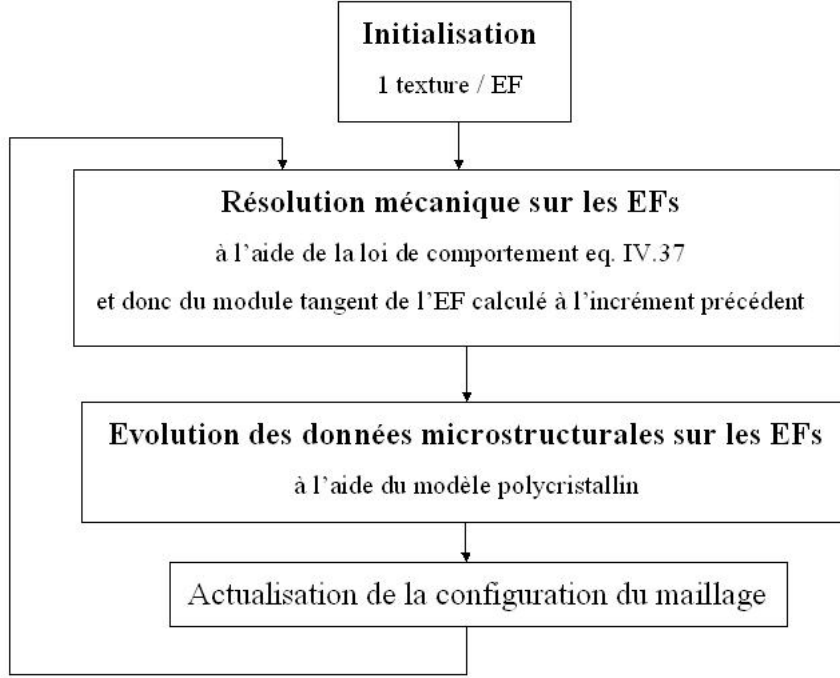 Initialisation
1 texture / EF
Résolution mécanique sur les EFs
à l’aide de la loi de comportement eq. IV.37
et donc du module tangent de l’EF calculé à l’incrément précédent
Evolution des données microstructurales sur les EFs
à l’aide du modèle polycristallin
Actualisation de la configuration du maillage